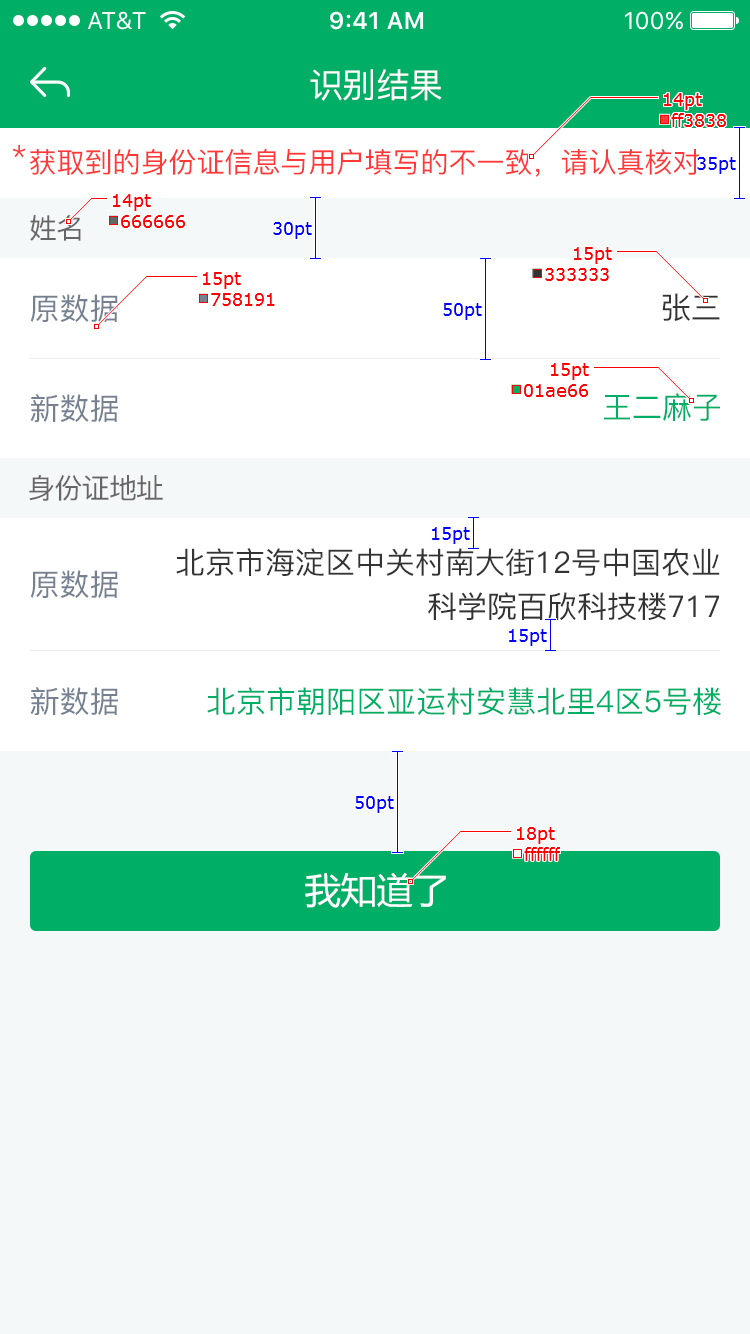 AT&T 9:41 AM 100%
识别结果
14pt
ff3838
*获取到的身份证信息与用户填写的不一致，请认真核对
35pt
14pt
姓名
666666
30pt
15pt
333333
15pt
758191
原数据
50pt
张三
15pt
01ae66
新数据
王二麻子
身份证地址
15pt
北京市海淀区中关村南大街12号中国农业
原数据
科学院百欣科技楼717
15pt
新数据
北京市朝阳区亚运村安慧北里4区5号楼
50pt
18pt
ffffff
我知道了